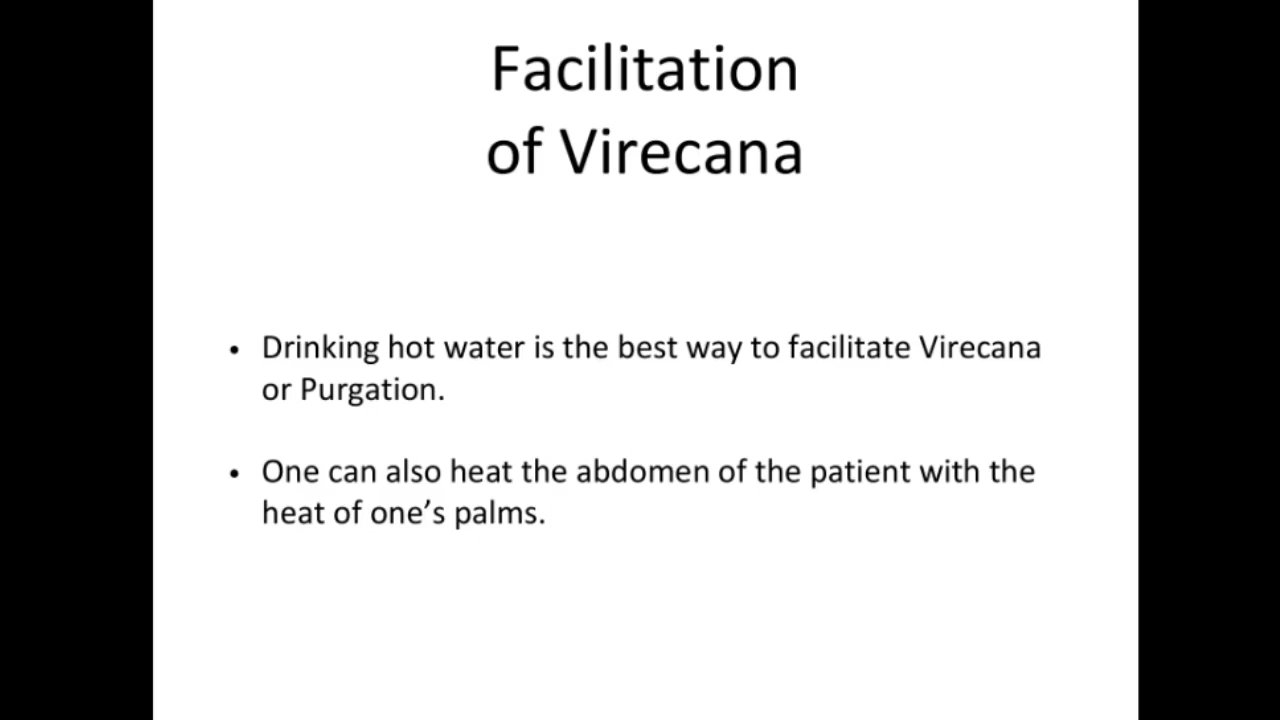 Facilitation
of Virecana
• Drinking hot water is the best way to facilitate Virecana
or Purgation.
• One can also heat the abdomen of the patient with the
heat of one’s palms.